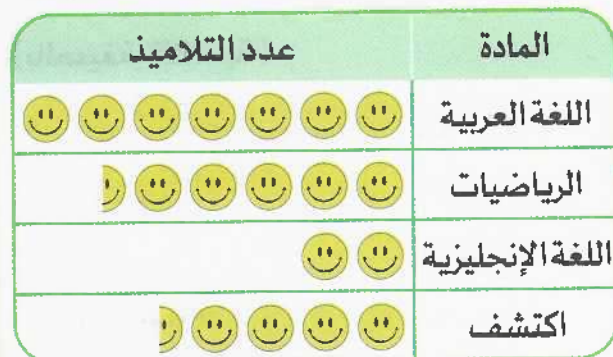 المادة عدد التلاميذ
اللغة العربية
الرياضيات
اللغة الإنجليزية
اكتشف